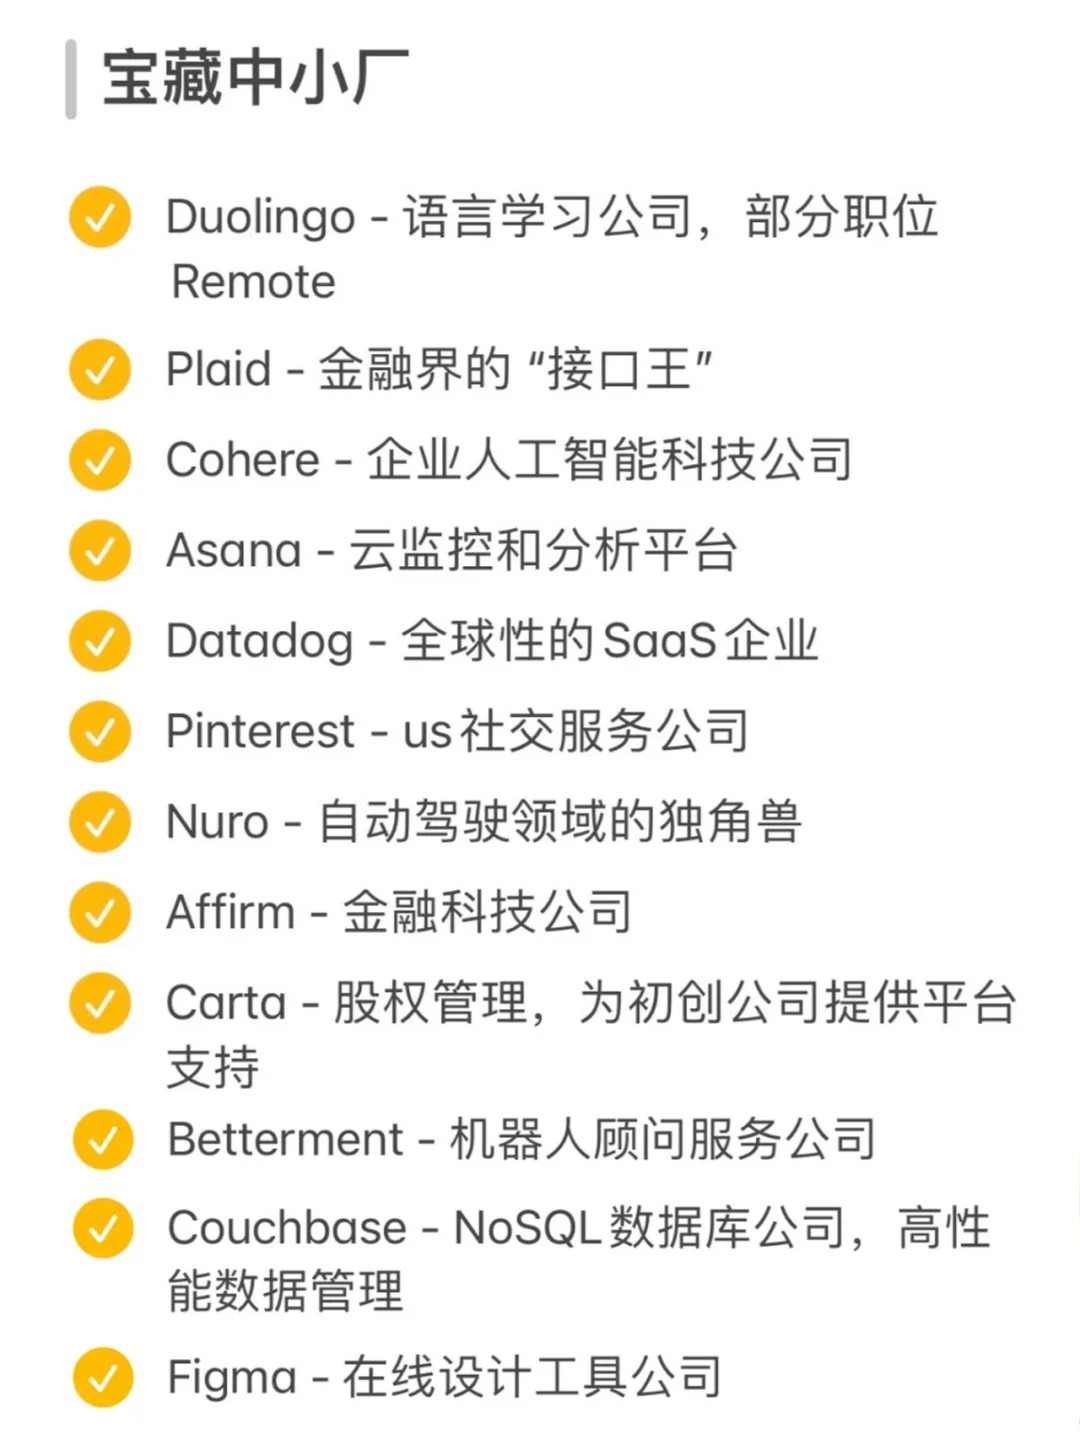 宝藏中小厂
Duolingo - 语言学习公司，部分职位
Remote
Plaid - 金融界的 “接口王”
Cohere - 企业人工智能科技公司
Asana - 云监控和分析平台
Datadog - 全球性的SaaS企业
Pinterest - us社交服务公司
Nuro - 自动驾驶领域的独角兽
Affirm - 金融科技公司
Carta - 股权管理，为初创公司提供平台
支持
Betterment - 机器人顾问服务公司
Couchbase - NoSQL数据库公司，高性
能数据管理
Figma - 在线设计工具公司